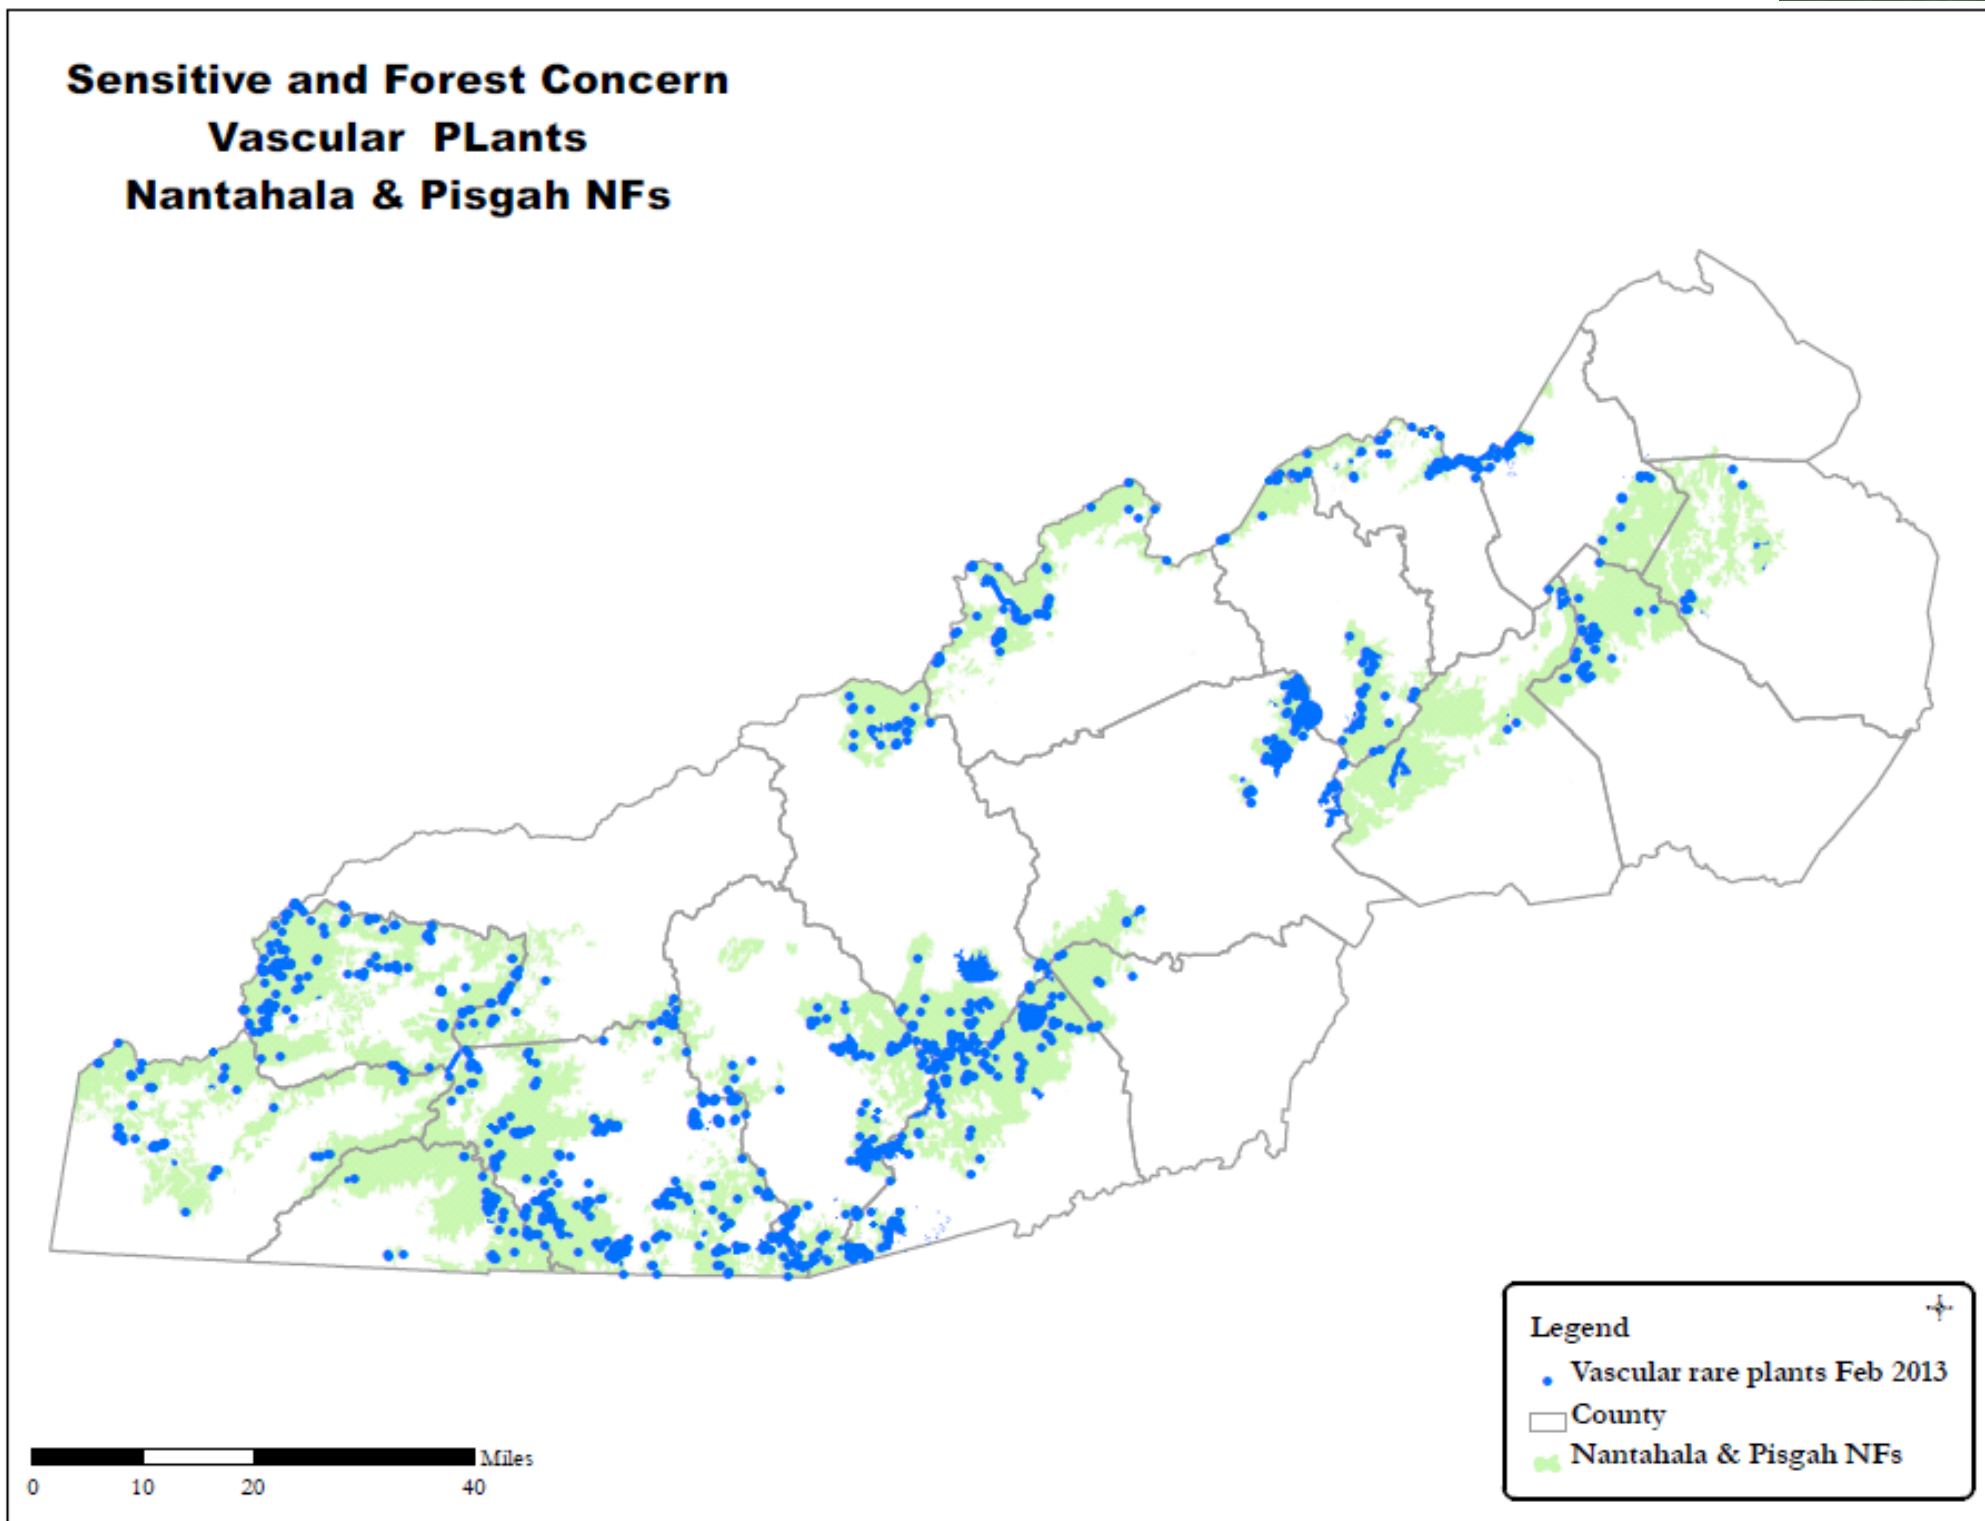 Sensitive and Forest Concern
Vascular PLants
Nantahala & Pisgah NFs
Legend
Vascular rare plants Feb 2013
County
Nantahala & Pisgah NFs
Miles
0 10 20 40